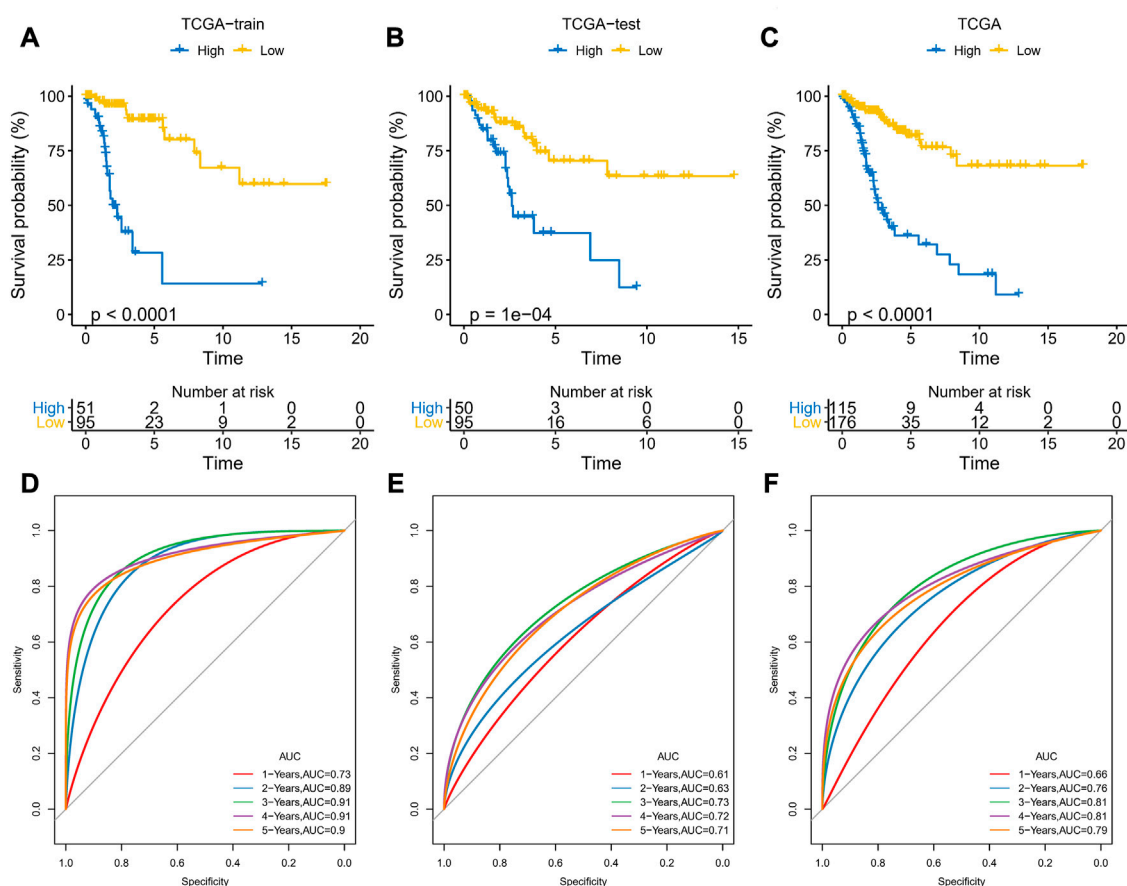 A
TCGA−train
High Low
Survival probability (%)
100
75
50
25
0
p < 0.0001
0 5 10 15 20
Time
Number at risk
High 51 2 1 0 0
Low 95 23 9 2 0
0 5 10 15 20
Time
B
TCGA−test
High Low
Survival probability (%)
100
75
50
25
0
p = 1e−04
0 5 10 15
Time
Number at risk
High 50 3 0 0
Low 95 16 6 0
0 5 10 15
Time
C
TCGA
High Low
Survival probability (%)
100
75
50
25
0
p < 0.0001
0 5 10 15 20
Time
Number at risk
High 115 9 4 0 0
Low 176 35 12 2 0
0 5 10 15 20
Time
D
Sensitivity
1.0
0.8
0.6
0.4
0.2
0.0
AUC
1−Years,AUC=0.73
2−Years,AUC=0.89
3−Years,AUC=0.91
4−Years,AUC=0.91
5−Years,AUC=0.9
1.0 0.8 0.6 0.4 0.2 0.0
Specificity
E
Sensitivity
1.0
0.8
0.6
0.4
0.2
0.0
AUC
1−Years,AUC=0.61
2−Years,AUC=0.63
3−Years,AUC=0.73
4−Years,AUC=0.72
5−Years,AUC=0.71
1.0 0.8 0.6 0.4 0.2 0.0
Specificity
F
Sensitivity
1.0
0.8
0.6
0.4
0.2
0.0
AUC
1−Years,AUC=0.66
2−Years,AUC=0.76
3−Years,AUC=0.81
4−Years,AUC=0.81
5−Years,AUC=0.79
1.0 0.8 0.6 0.4 0.2 0.0
Specificity